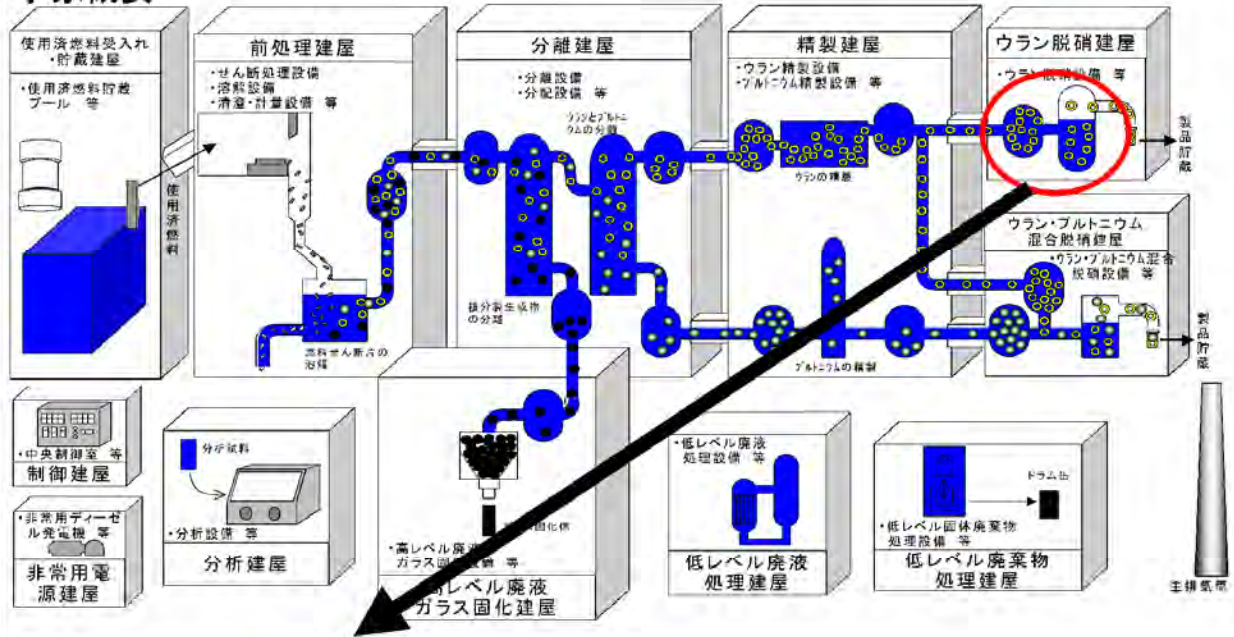 使用済燃料受入れ
・貯蔵建屋
・使用済燃料貯蔵
プール 等
使用済燃料
前処理建屋
・せん断処理設備
・溶解設備
・清澄・計量設備 等
燃料せん断片の
溶解
分離建屋
・分離設備
・分配設備 等
ウランとプルトニ
ウムの分離
核分裂生成物
の分離
精製建屋
・ウラン精製設備
・プルトニウム精製設備 等
ウランの精製
プルトニウムの精製
ウラン脱硝建屋
・ウラン脱硝設備 等
製品貯蔵
ウラン・プルトニウム
混合脱硝建屋
・ウラン・プルトニウム混合
脱硝設備 等
製品貯蔵
・中央制御室 等
制御建屋
・非常用ディーゼ
ル発電機 等
非常用電
源建屋
分析試料
・分析設備 等
分析建屋
固化体
・高レベル廃液
ガラス固化設備 等
高レベル廃液
ガラス固化建屋
・低レベル廃液
処理設備 等
低レベル廃液
処理建屋
ドラム缶
・低レベル固体廃棄物
処理設備 等
低レベル廃棄物
処理建屋
主排気筒